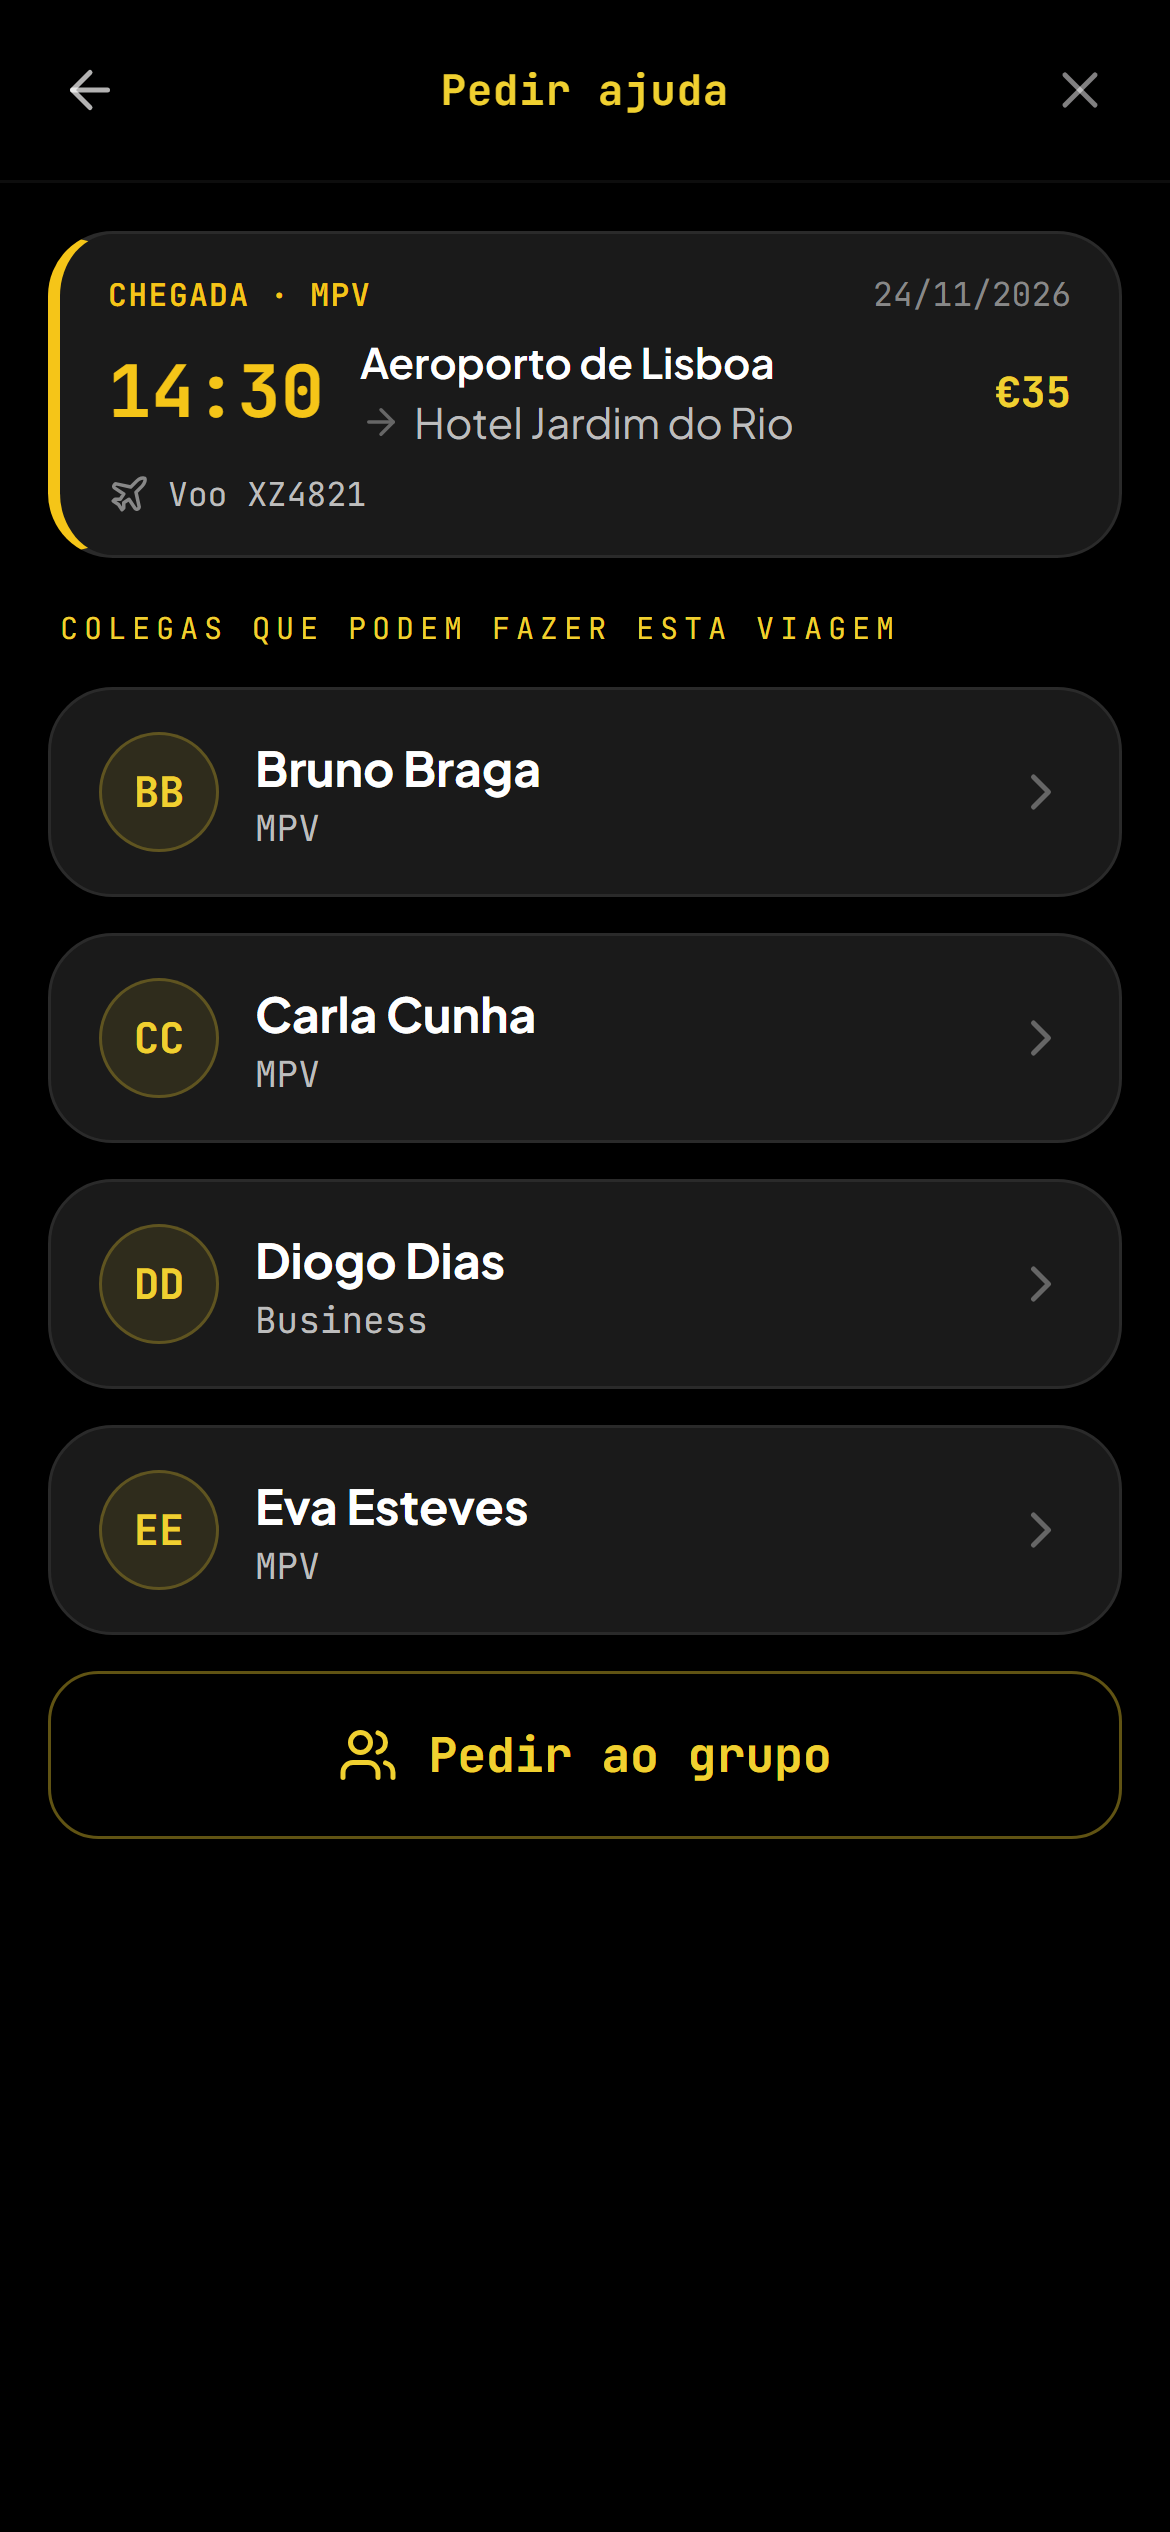 Pedir ajuda
CHEGADA · MPV 24/11/2026
14:30 Aeroporto de Lisboa €35
→ Hotel Jardim do Rio
Voo XZ4821
COLEGAS QUE PODEM FAZER ESTA VIAGEM
BB Bruno Braga
MPV
CC Carla Cunha
MPV
DD Diogo Dias
Business
EE Eva Esteves
MPV
Pedir ao grupo